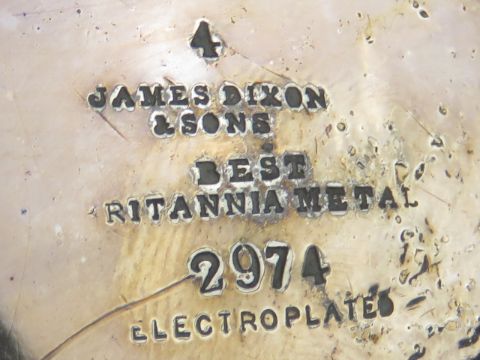 4
JAMES DIXON
& SONS
BEST
RITANNIA METAL
2974
ELECTROPLATED